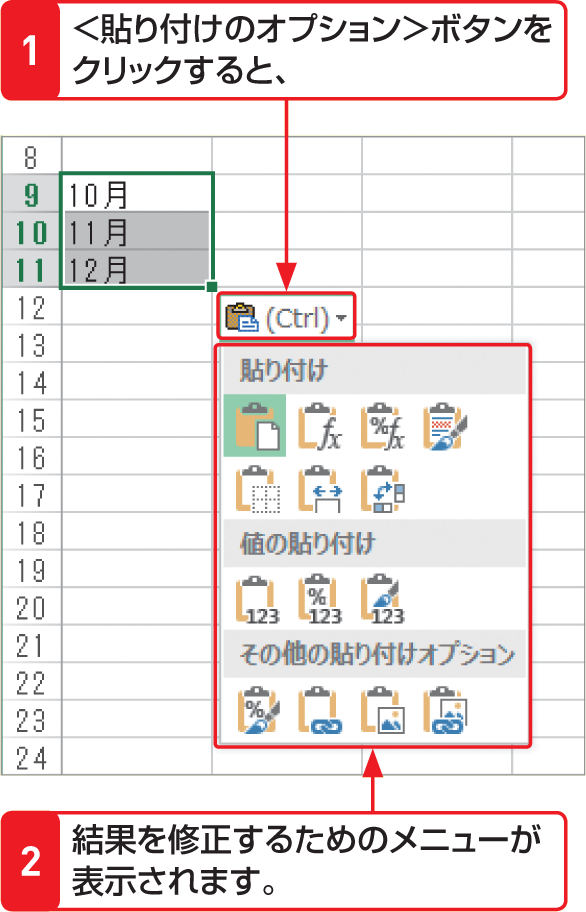 1
<貼り付けのオプション>ボタンを
クリックすると、
8
9 10月
10 11月
11 12月
12
(Ctrl)
13
貼り付け
14
15
fx %fx
16
17
18
値の貼り付け
19
20
123 %123 123
21
その他の貼り付けオプション
22
23
%
24
2
結果を修正するためのメニューが
表示されます。